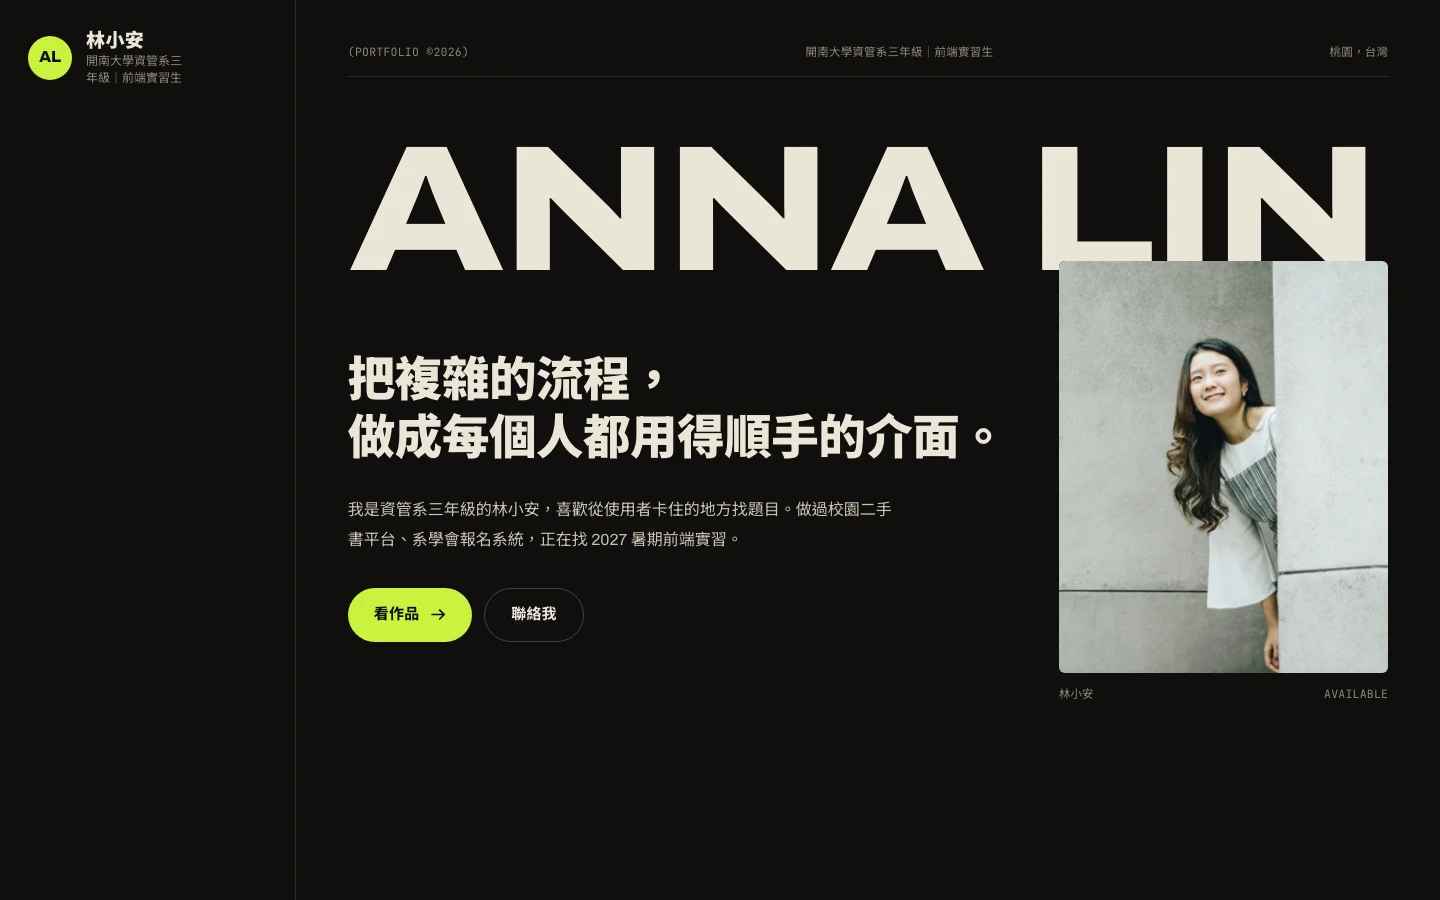 AL
林小安
開南大學資管系三
年級｜前端實習生
(PORTFOLIO ©2026)
開南大學資管系三年級｜前端實習生
桃園，台灣
ANNA LIN
把複雜的流程，
做成每個人都用得順手的介面。
我是資管系三年級的林小安，喜歡從使用者卡住的地方找題目。做過校園二手
書平台、系學會報名系統，正在找 2027 暑期前端實習。
看作品 →
聯絡我
林小安
AVAILABLE